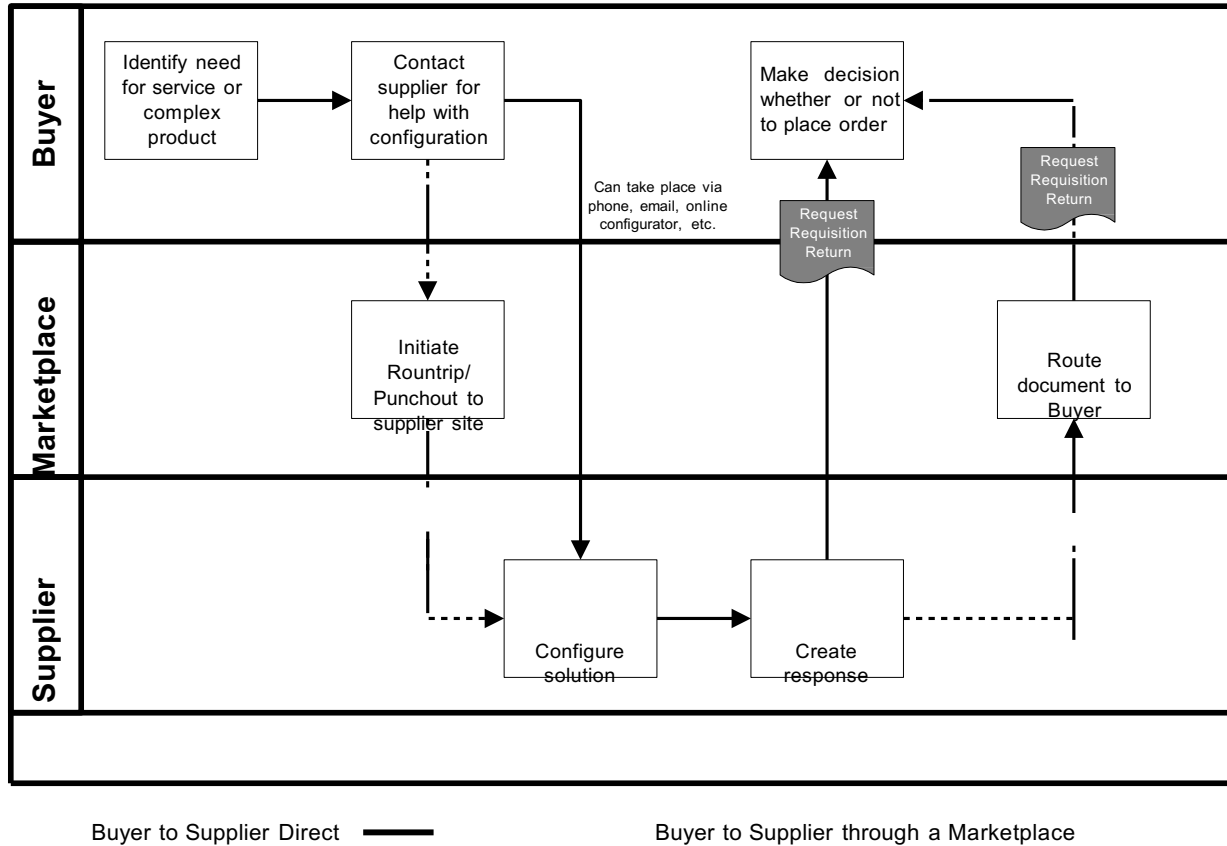 Buyer
Identify need
for service or
complex
product
Contact
supplier for
help with
configuration
Can take place via
phone, email, online
configurator, etc.
Make decision
whether or not
to place order
Request
Requisition
Return
Request
Requisition
Return
Marketplace
Initiate
Rountrip/
Punchout to
supplier site
Route
document to
Buyer
Supplier
Configure
solution
Create
response
Buyer to Supplier Direct
Buyer to Supplier through a Marketplace